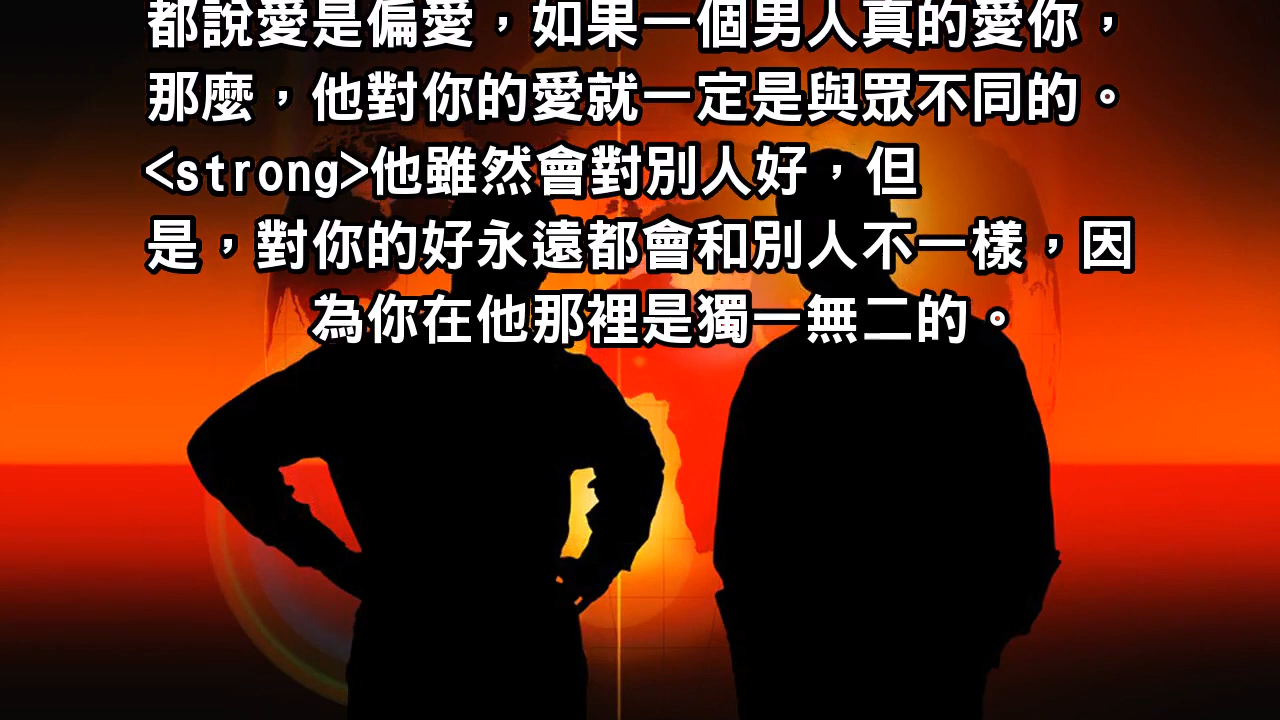 都說愛是偏愛，如果一個男人真的愛你，
那麼，他對你的愛就一定是與眾不同的。
<strong>他雖然會對別人好，但
是，對你的好永遠都會和別人不一樣，因
為你在他那裡是獨一無二的。